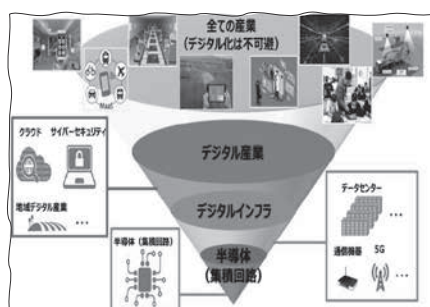 全ての産業
(デジタル化は不可避)
MaaS
クラウド サイバーセキュリティ
地域デジタル産業
…
デジタル産業
デジタルインフラ
半導体
(集積回路)
半導体（集積回路）
データセンター
…
通信機器 5G
…